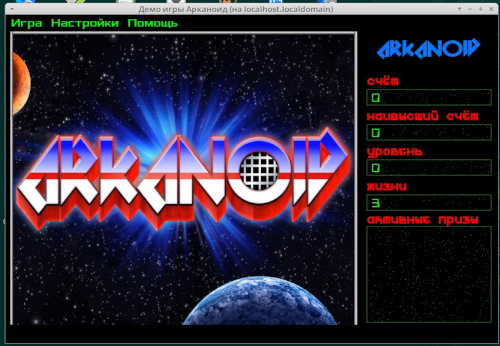 Демо игры Арканоид (на localhost.localdomain)
Игра Настройки Помощь
ARKANOID
ARKANOID
счёт
0
наивысший счёт
0
уровень
0
жизни
3
активные призы